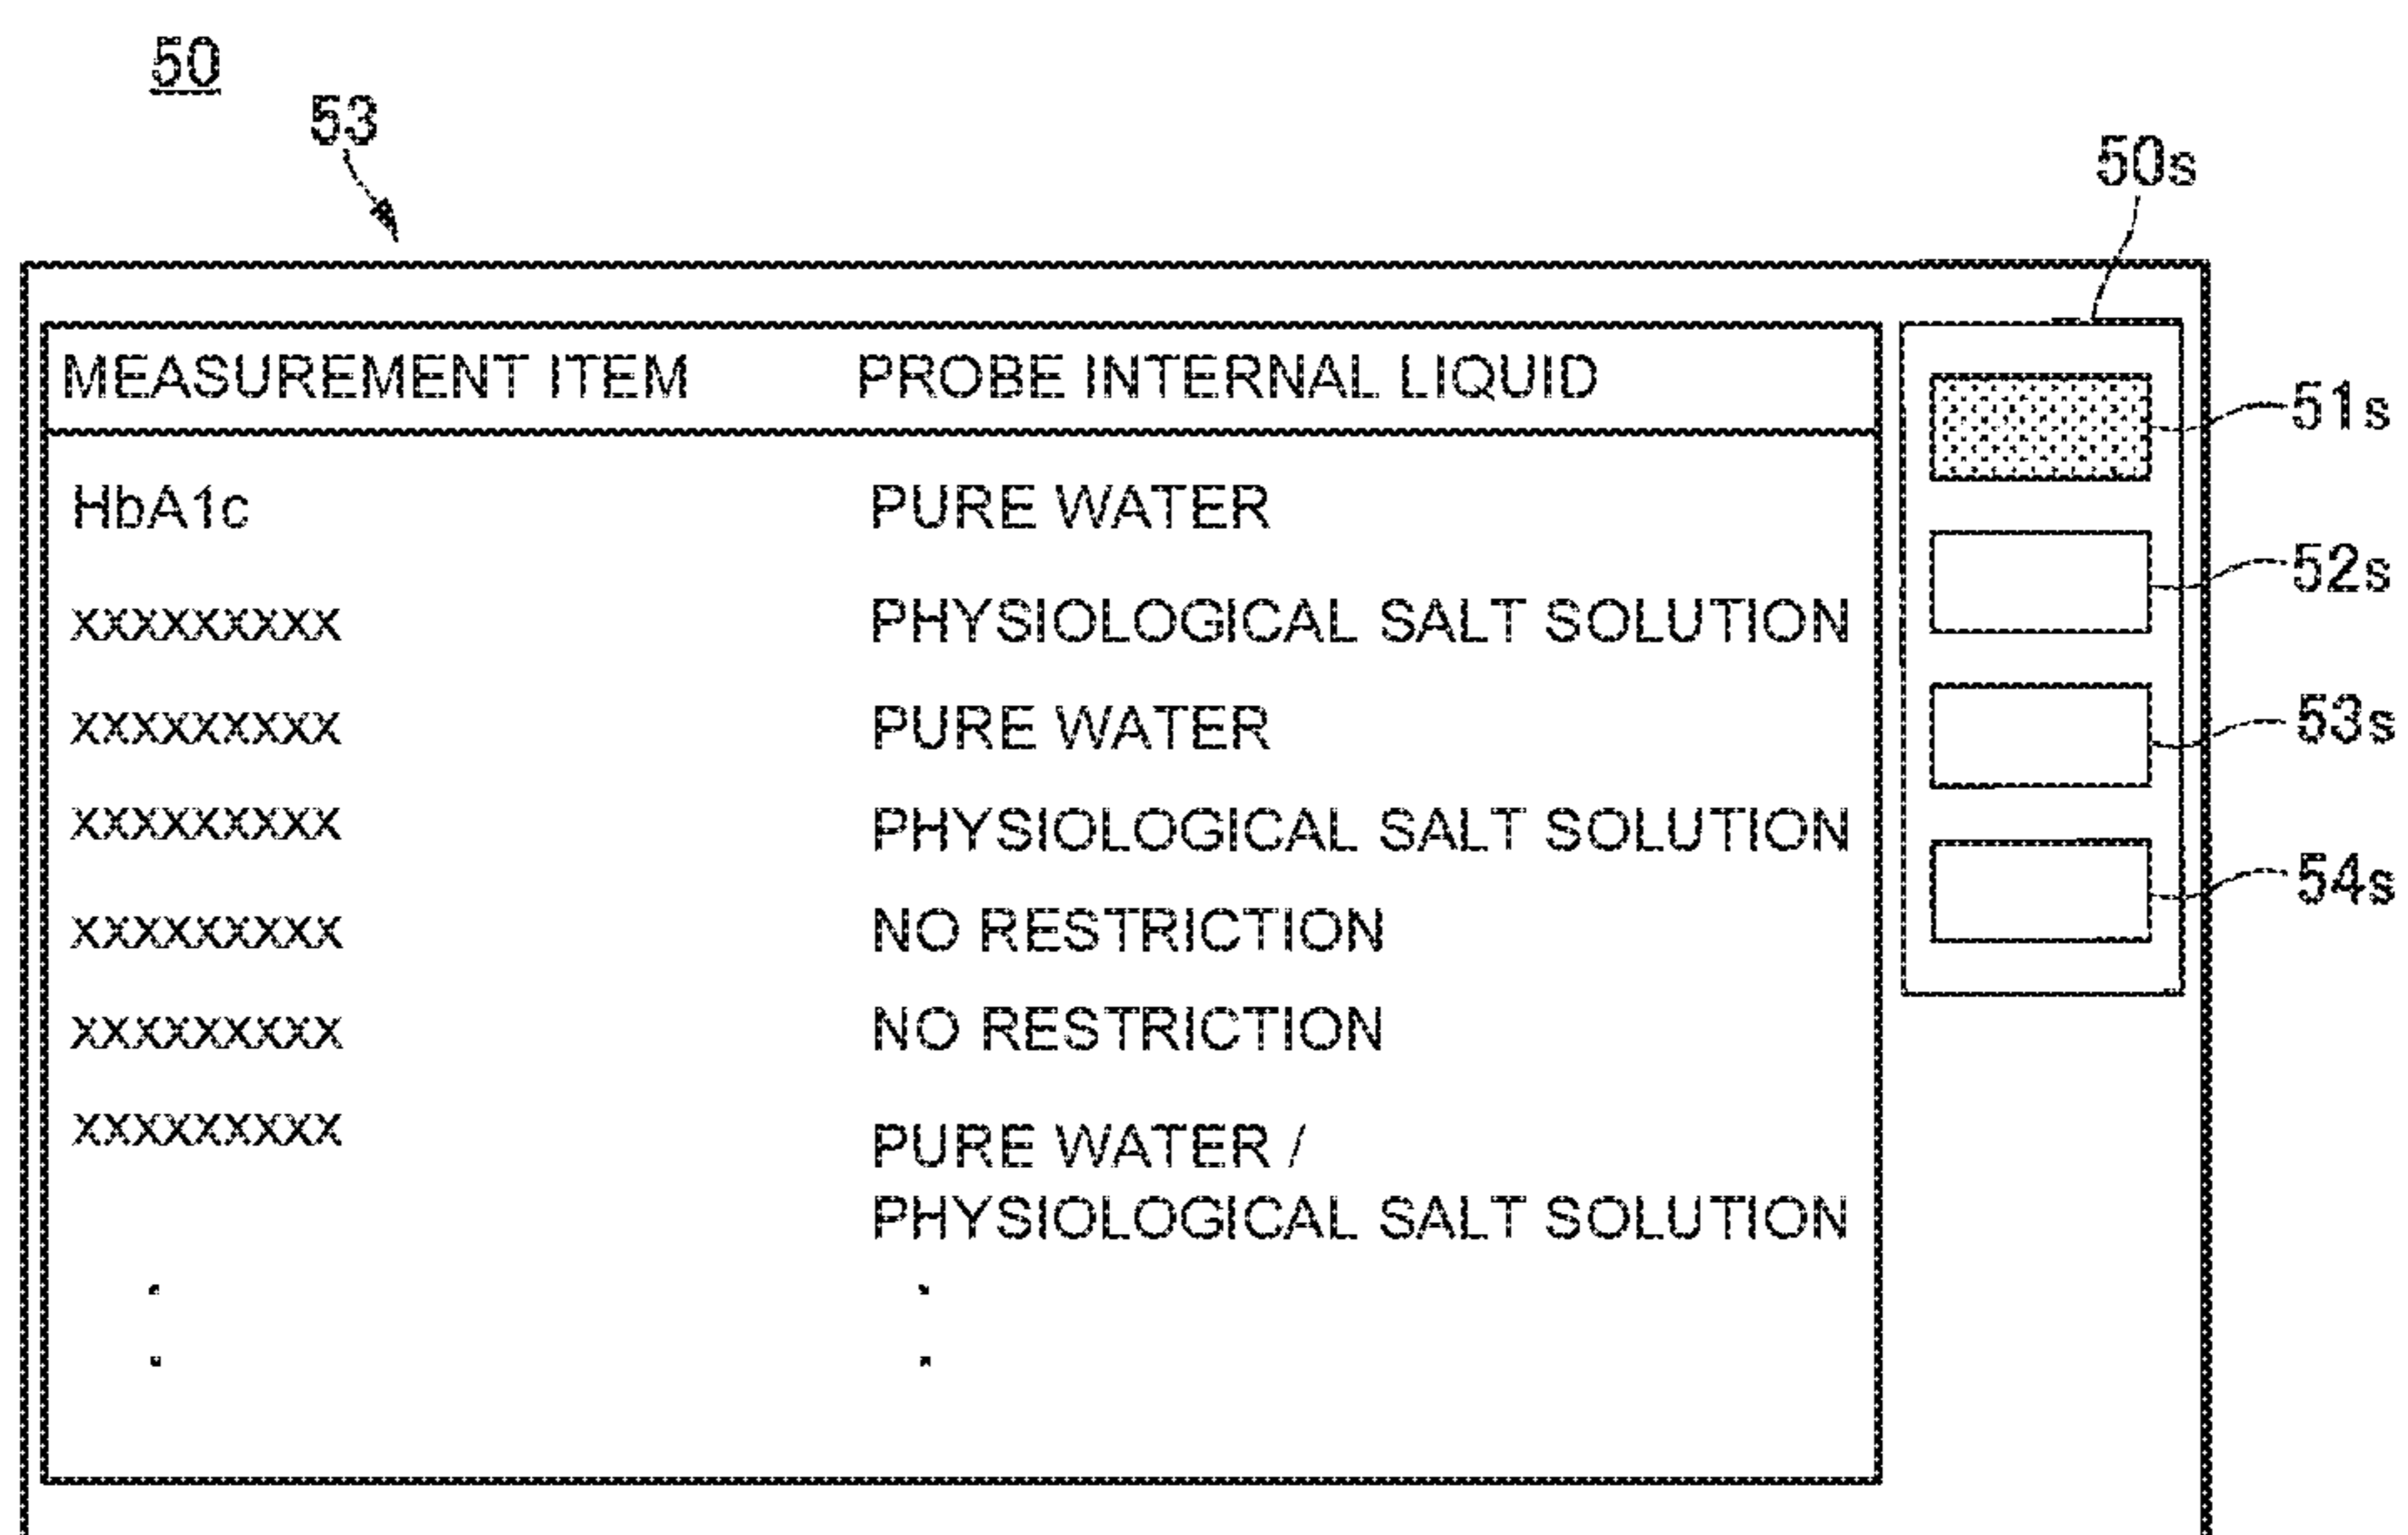 50
53
50s
MEASUREMENT ITEM PROBE INTERNAL LIQUID
51s
HbA1c PURE WATER
52s
xxxxxxxxx PHYSIOLOGICAL SALT SOLUTION
xxxxxxxxx PURE WATER
53s
xxxxxxxxx PHYSIOLOGICAL SALT SOLUTION
54s
xxxxxxxxx NO RESTRICTION
xxxxxxxxx NO RESTRICTION
xxxxxxxxx PURE WATER /
PHYSIOLOGICAL SALT SOLUTION